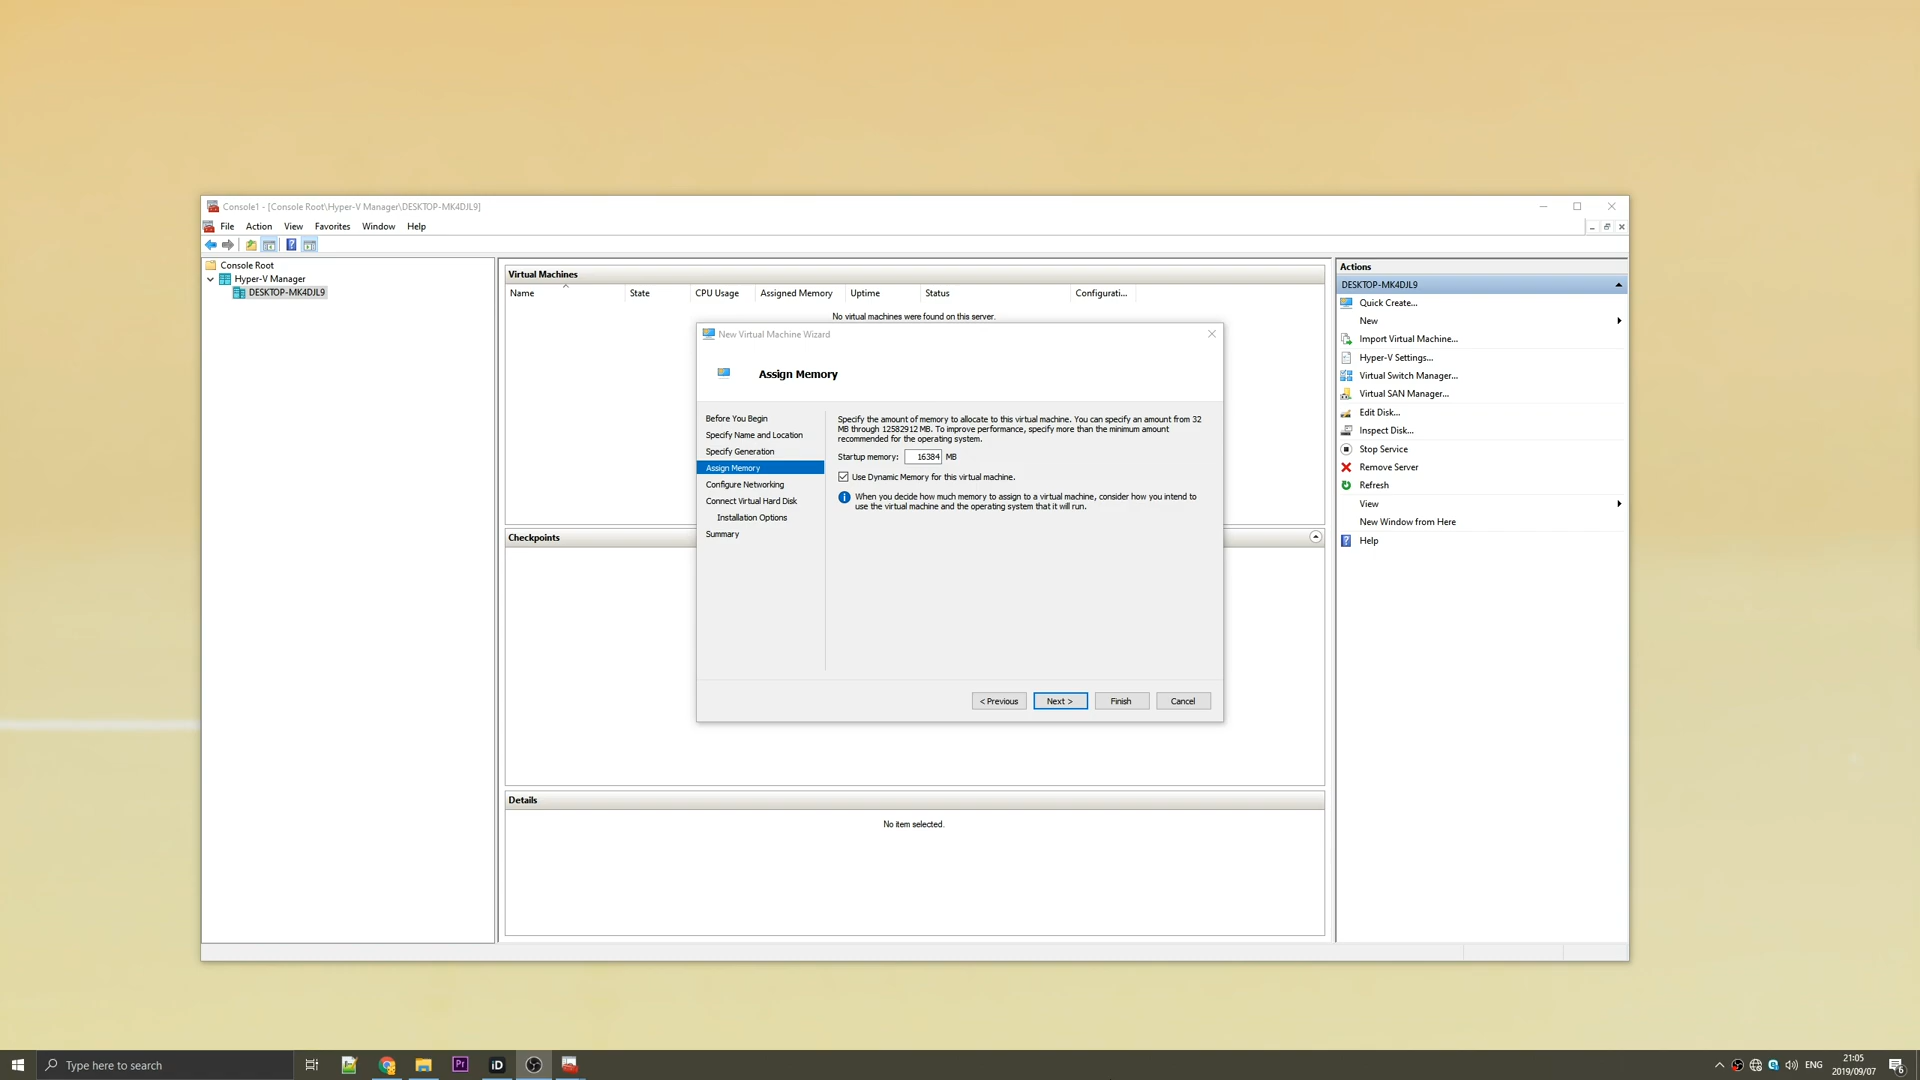 Console1 - [Console Root\Hyper-V Manager\DESKTOP-MK4DJL9]
File Action View Favorites Window Help
Console Root
Hyper-V Manager
DESKTOP-MK4DJL9
Virtual Machines
Name State CPU Usage Assigned Memory Uptime Status Configurati...
No virtual machines were found on this server.
New Virtual Machine Wizard
Assign Memory
Before You Begin
Specify Name and Location
Specify Generation
Assign Memory
Configure Networking
Connect Virtual Hard Disk
Installation Options
Summary
Specify the amount of memory to allocate to this virtual machine. You can specify an amount from 32
MB through 12582912 MB. To improve performance, specify more than the minimum amount
recommended for the operating system.
Startup memory: 16384 MB
Use Dynamic Memory for this virtual machine.
When you decide how much memory to assign to a virtual machine, consider how you intend to
use the virtual machine and the operating system that it will run.
< Previous Next > Finish Cancel
Checkpoints
Details
No item selected.
Actions
DESKTOP-MK4DJL9
Quick Create...
New
Import Virtual Machine...
Hyper-V Settings...
Virtual Switch Manager...
Virtual SAN Manager...
Edit Disk...
Inspect Disk...
Stop Service
Remove Server
Refresh
View
New Window from Here
Help
Type here to search
Pr
iD
ENG
21:05
2019/09/07
6